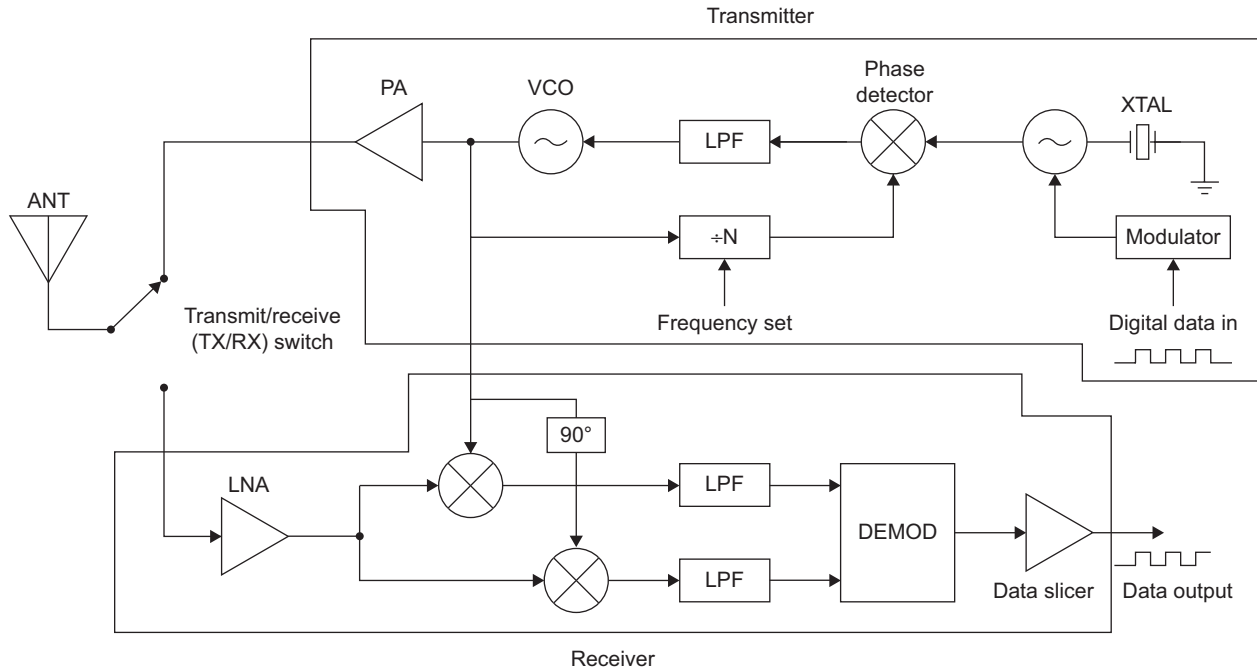 Transmitter
PA
VCO
Phase
detector
XTAL
LPF
ANT
÷N
Modulator
Transmit/receive
(TX/RX) switch
Frequency set
Digital data in
90°
LNA
LPF
DEMOD
LPF
Data slicer
Data output
Receiver